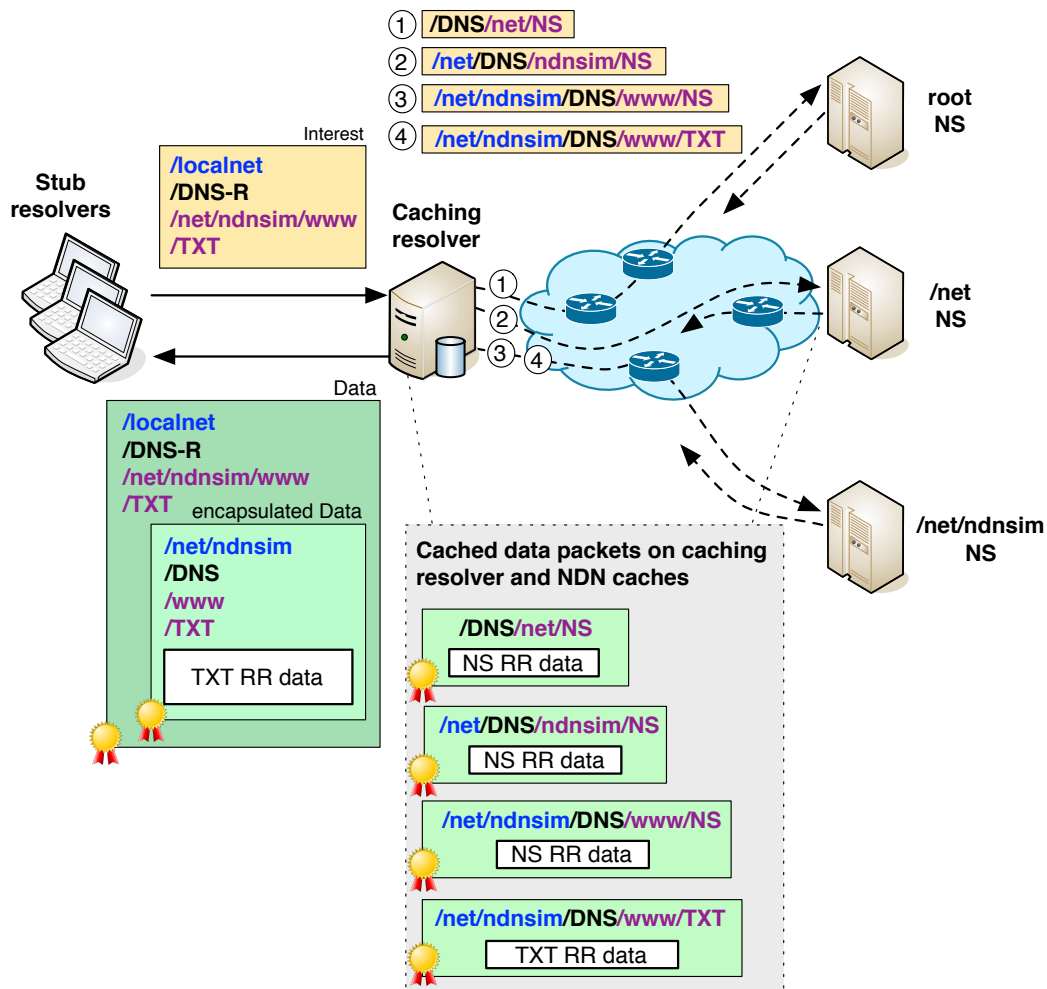 1 /DNS/net/NS
2 /net/DNS/ndnsim/NS
3 /net/ndnsim/DNS/www/NS
4 /net/ndnsim/DNS/www/TXT
root
NS
Interest
/localnet
/DNS-R
/net/ndnsim/www
/TXT
Stub
resolvers
Caching
resolver
1
2
3 4
/net
NS
Data
/localnet
/DNS-R
/net/ndnsim/www
/TXT
encapsulated Data
/net/ndnsim
/DNS
/www
/TXT
TXT RR data
/net/ndnsim
NS
Cached data packets on caching
resolver and NDN caches
/DNS/net/NS
NS RR data
/net/DNS/ndnsim/NS
NS RR data
/net/ndnsim/DNS/www/NS
NS RR data
/net/ndnsim/DNS/www/TXT
TXT RR data